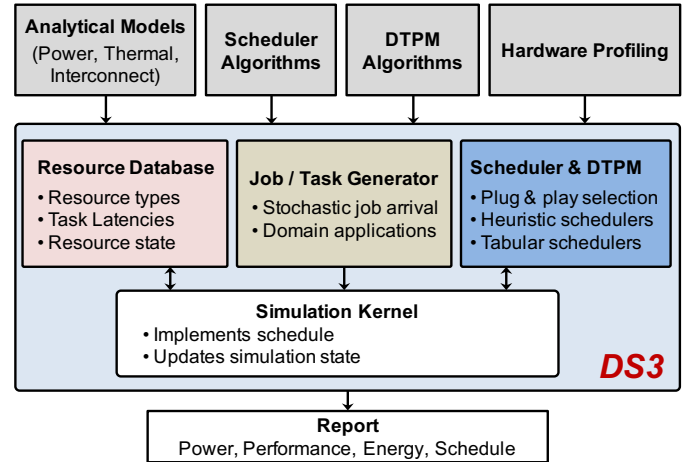 Analytical Models
(Power, Thermal,
Interconnect)
Scheduler
Algorithms
DTPM
Algorithms
Hardware Profiling
Resource Database
• Resource types
• Task Latencies
• Resource state
Job / Task Generator
• Stochastic job arrival
• Domain applications
Scheduler & DTPM
• Plug & play selection
• Heuristic schedulers
• Tabular schedulers
Simulation Kernel
• Implements schedule
• Updates simulation state
DS3
Report
Power, Performance, Energy, Schedule